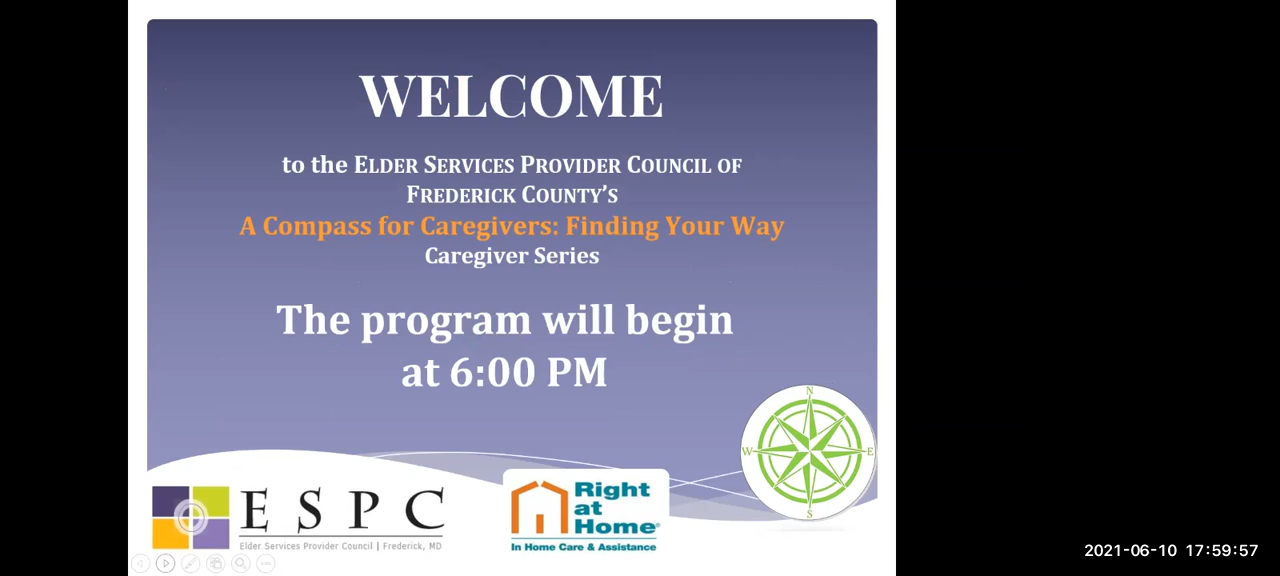 WELCOME
to the ELDER SERVICES PROVIDER COUNCIL OF
FREDERICK COUNTY'S
A Compass for Caregivers: Finding Your Way
Caregiver Series
The program will begin
at 6:00 PM
N
W
E
S
ESPC
Elder Services Provider Council | Frederick, MD
Right
at
Home®
In Home Care & Assistance
2021-06-10 17:59:57